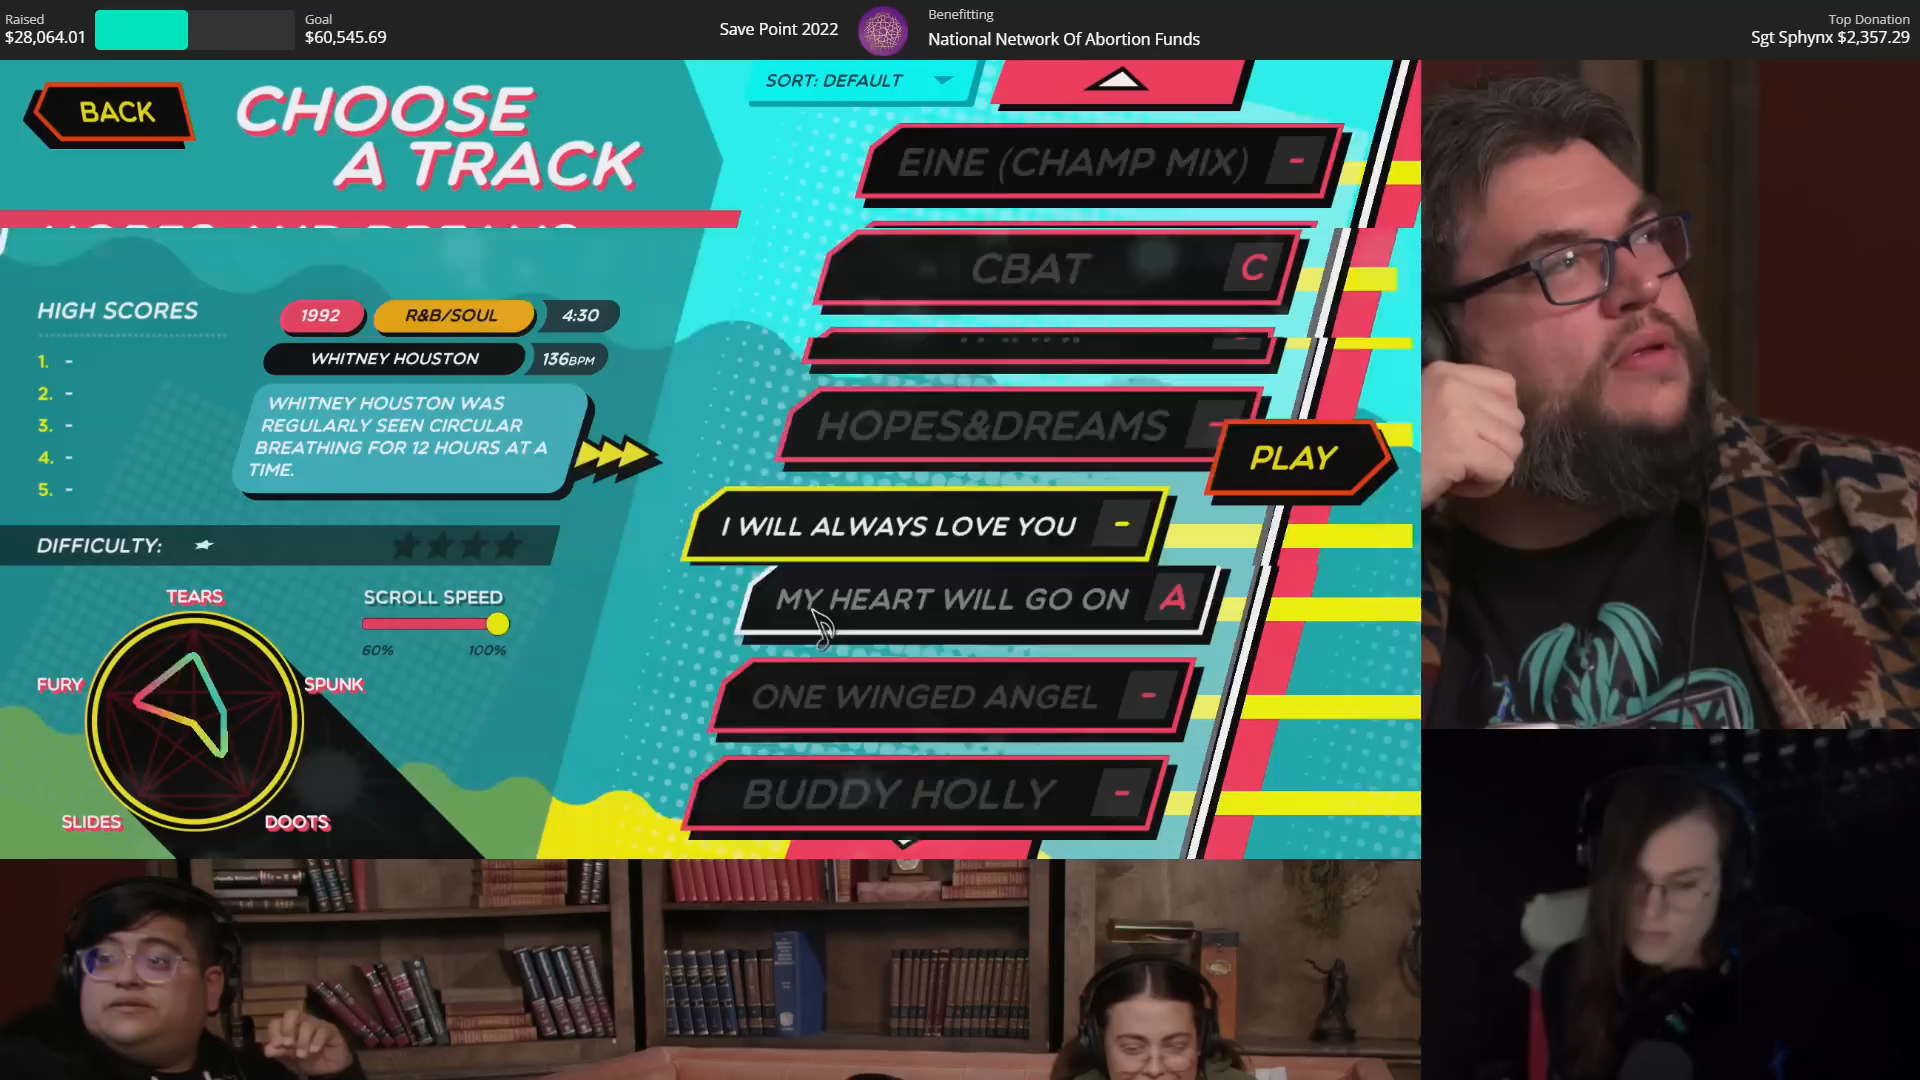 Raised
$28,064.01
Goal
$60,545.69
Save Point 2022
Benefitting
National Network Of Abortion Funds
Top Donation
Sgt Sphynx $2,357.29
BACK
CHOOSE
A TRACK
SORT: DEFAULT
HIGH SCORES
1. -
2. -
3. -
4. -
5. -
1992
R&B/SOUL
4:30
WHITNEY HOUSTON
136BPM
WHITNEY HOUSTON WAS
REGULARLY SEEN CIRCULAR
BREATHING FOR 12 HOURS AT A
TIME.
DIFFICULTY:
TEARS
FURY
SPUNK
SLIDES
DOOTS
SCROLL SPEED
60%
100%
EINE (CHAMP MIX) -
CBAT C
HOPES&DREAMS -
PLAY
I WILL ALWAYS LOVE YOU -
MY HEART WILL GO ON A
ONE WINGED ANGEL -
BUDDY HOLLY -